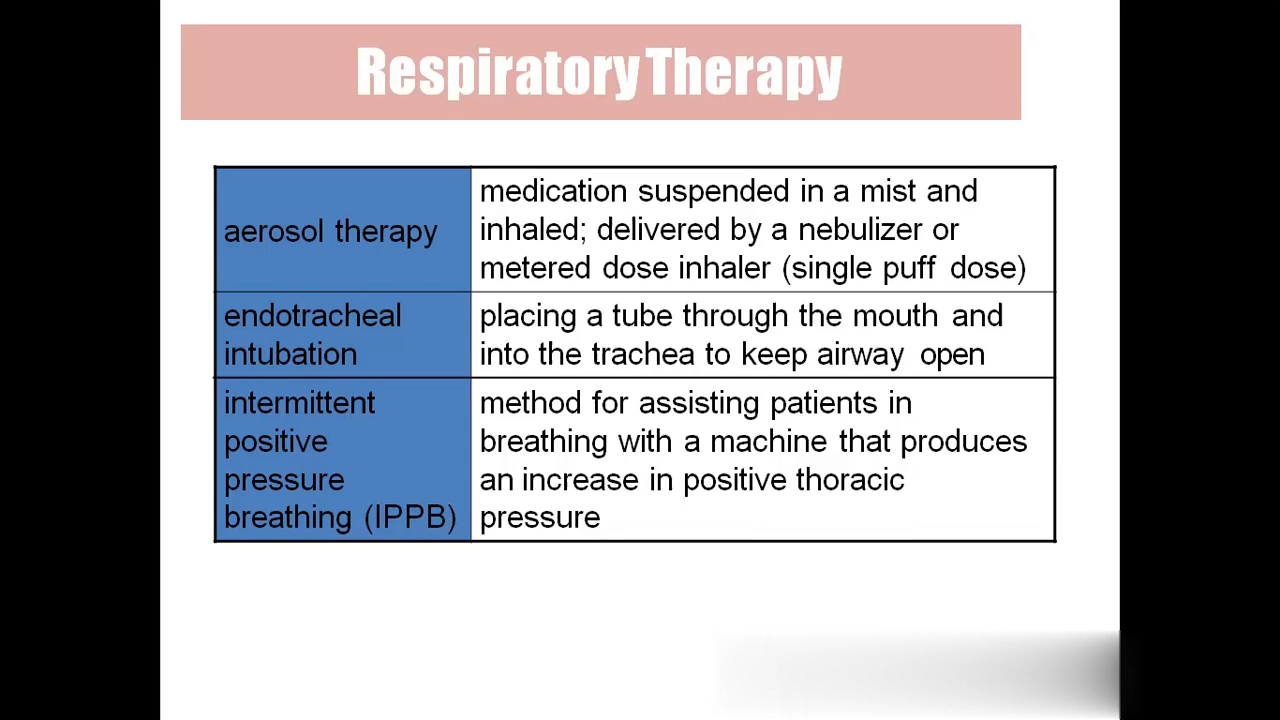 Respiratory Therapy
aerosol therapy
medication suspended in a mist and
inhaled; delivered by a nebulizer or
metered dose inhaler (single puff dose)
endotracheal
intubation
placing a tube through the mouth and
into the trachea to keep airway open
intermittent
positive
pressure
breathing (IPPB)
method for assisting patients in
breathing with a machine that produces
an increase in positive thoracic
pressure